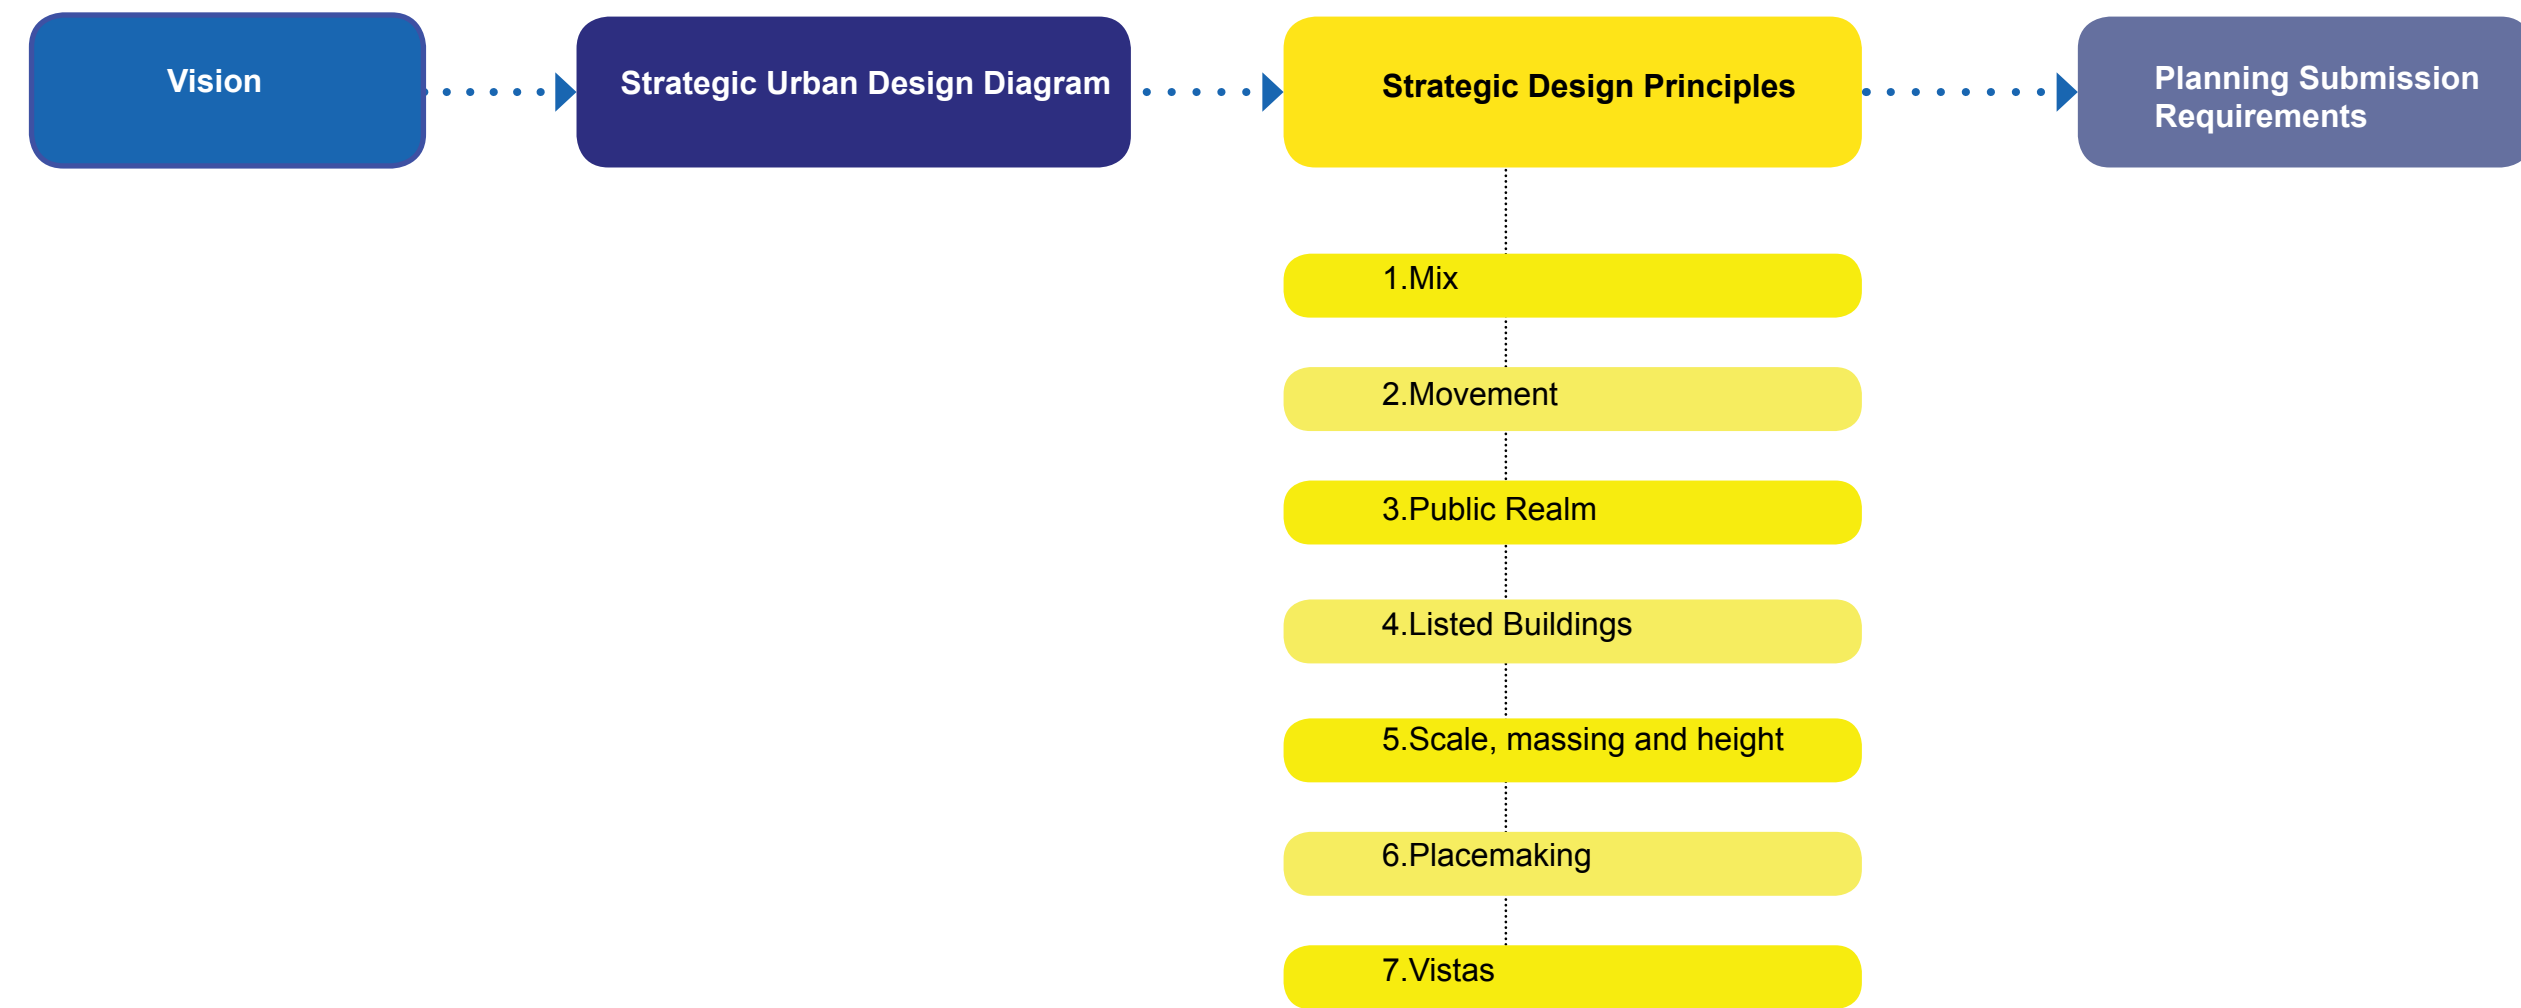 Vision
Strategic Urban Design Diagram
Strategic Design Principles
Planning Submission
Requirements
1.Mix
2.Movement
3.Public Realm
4.Listed Buildings
5.Scale, massing and height
6.Placemaking
7.Vistas